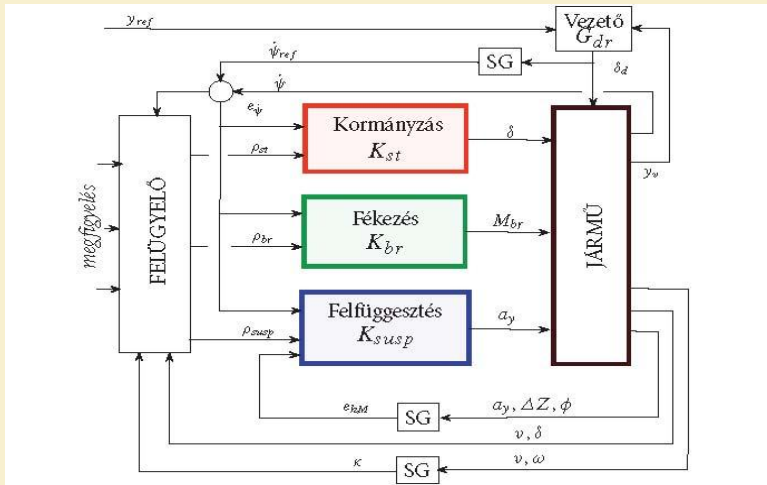 y_ref
Vezető
G_dr
ψ̇_ref
SG
δ_d
ψ̇
e_ψ̇
Kormányzás
K_st
δ
ρ_st
y_v
megfigyelés
FELÜGYELŐ
Fékezés
K_br
M_br
ρ_br
JÁRMŰ
Felfüggesztés
K_susp
a_y
ρ_susp
e_hM
SG
a_y, ΔZ, ϕ
v, δ
κ
SG
v, ω